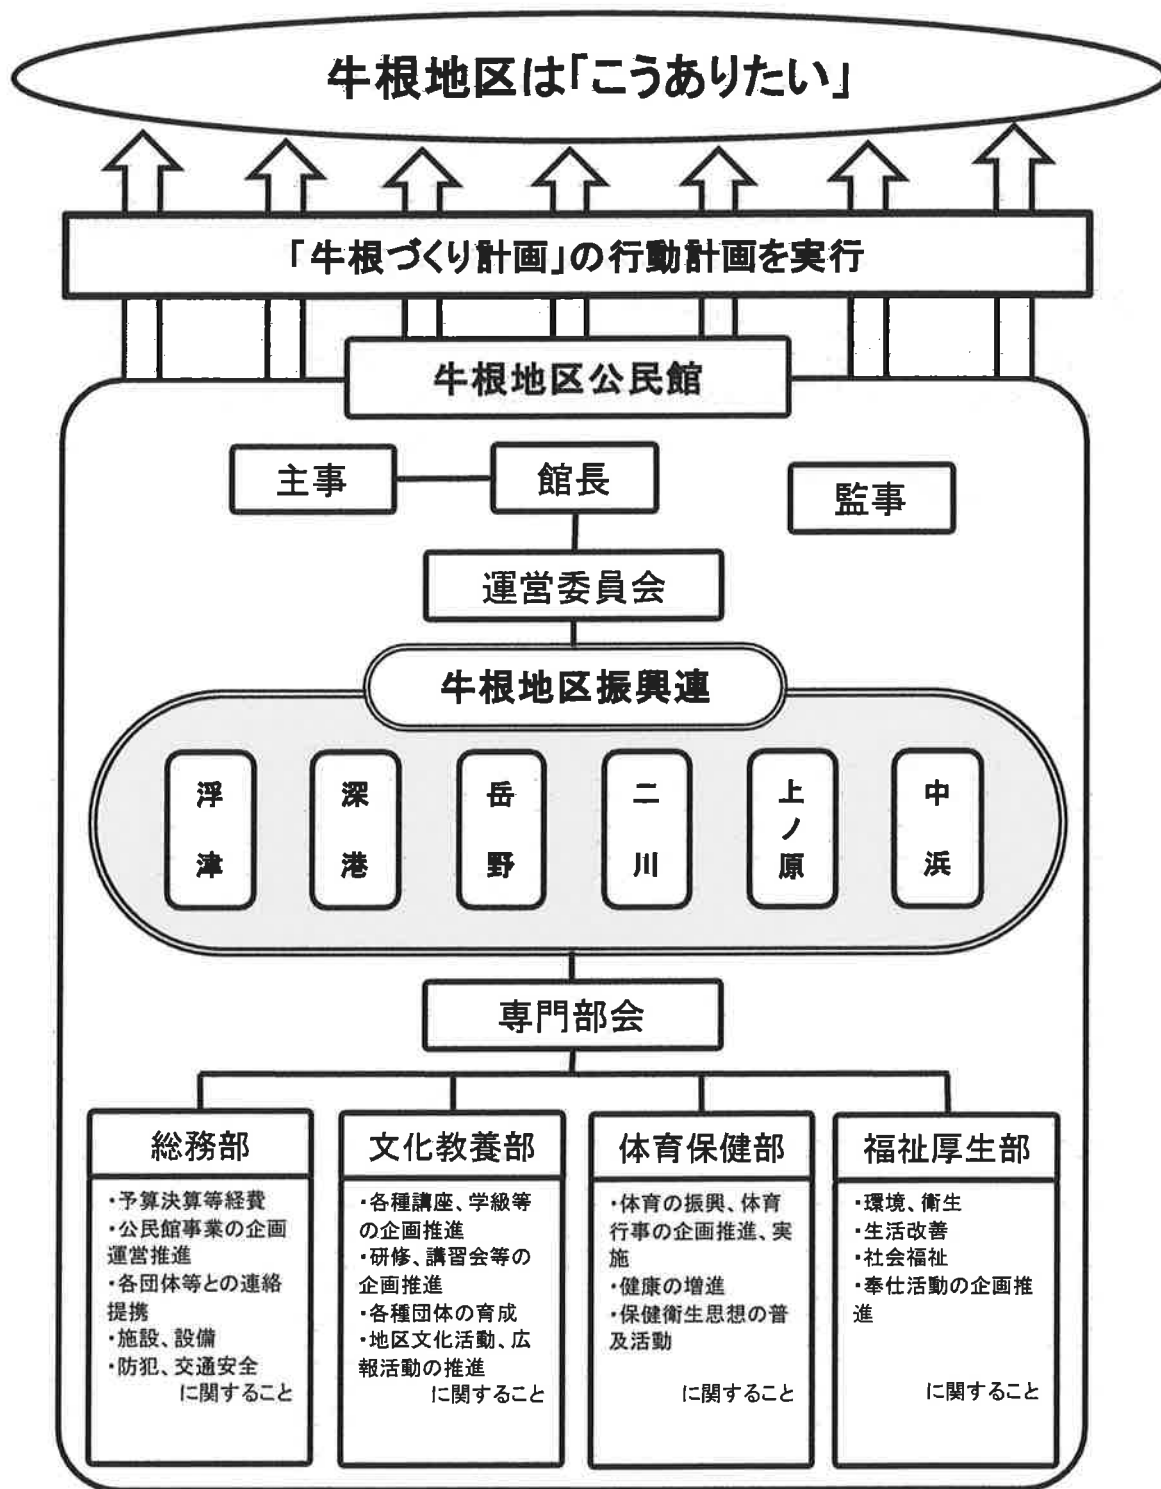 牛根地区は「こうありたい」
「牛根づくり計画」の行動計画を実行
牛根地区公民館
主事
館長
監事
運営委員会
牛根地区振興連
浮津
深港
岳野
二川
上ノ原
中浜
専門部会
総務部
・予算決算等経費
・公民館事業の企画
運営推進
・各団体等との連絡
提携
・施設、設備
・防犯、交通安全
に関すること
文化教養部
・各種講座、学級等
の企画推進
・研修、講習会等の
企画推進
・各種団体の育成
・地区文化活動、広
報活動の推進
に関すること
体育保健部
・体育の振興、体育
行事の企画推進、実
施
・健康の増進
・保健衛生思想の普
及活動
に関すること
福祉厚生部
・環境、衛生
・生活改善
・社会福祉
・奉仕活動の企画推
進
に関すること